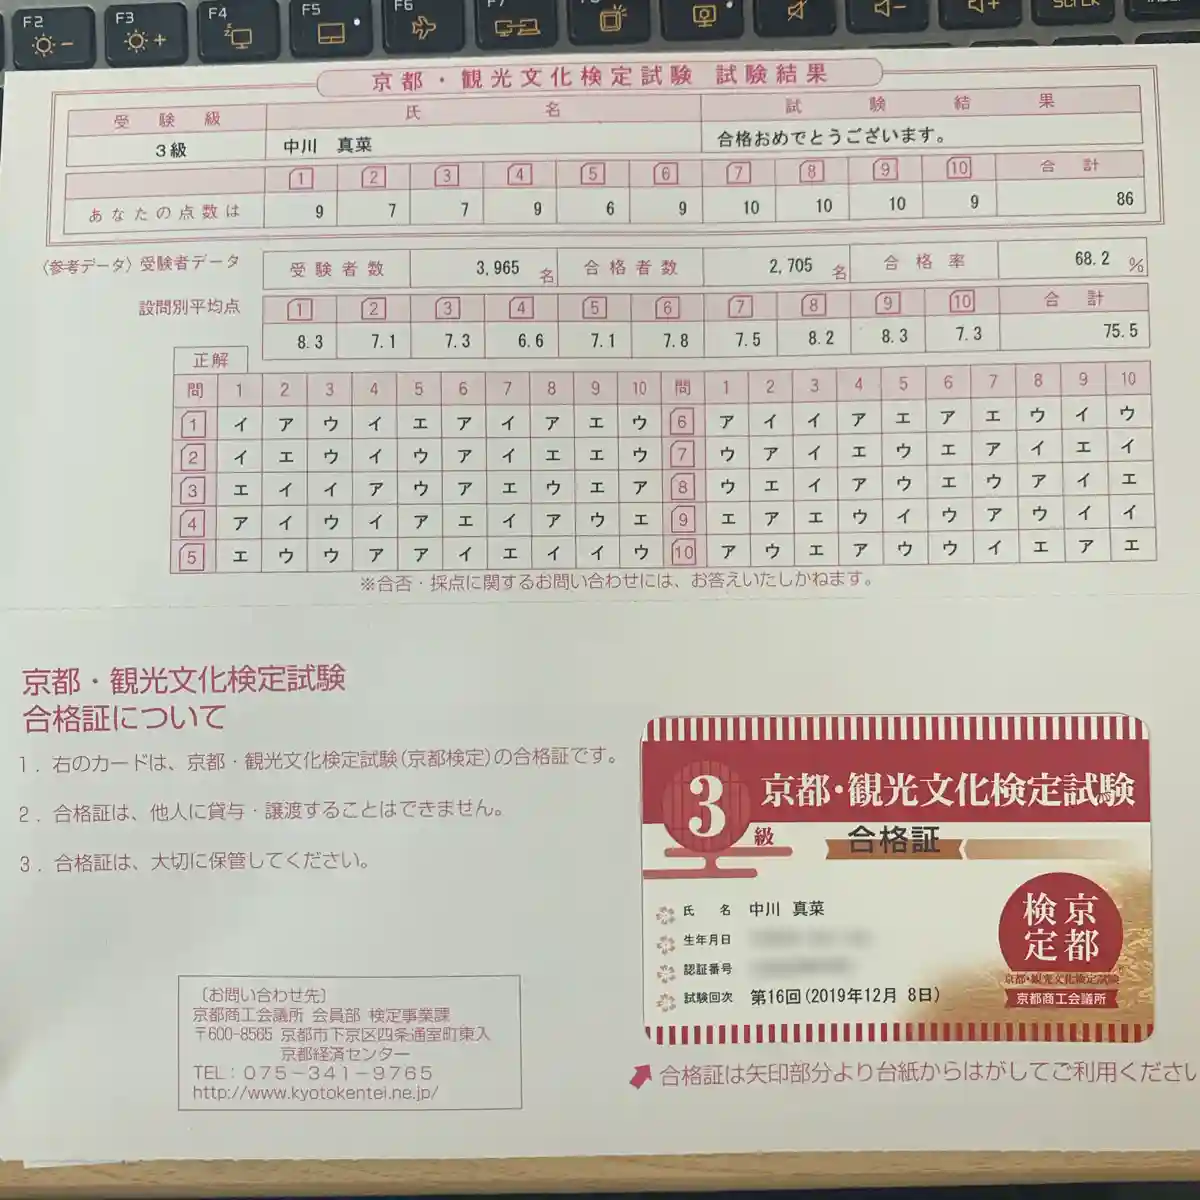 F2
F3
F4
F5
F6
F7
京都・観光文化検定試験 試験結果
受験級 氏名 試験結果
3級 中川 真菜 合格おめでとうございます。
1 2 3 4 5 6 7 8 9 10 合計
あなたの点数は 9 7 7 9 6 9 10 10 10 9 86
〈参考データ〉受験者データ 受験者数 3,965名 合格者数 2,705名 合格率 68.2%
設問別平均点 1 2 3 4 5 6 7 8 9 10 合計
8.3 7.1 7.3 6.6 7.1 7.8 7.5 8.2 8.3 7.3 75.5
正解
問 1 2 3 4 5 6 7 8 9 10 問 1 2 3 4 5 6 7 8 9 10
1 イ ア ウ イ エ ア イ ア エ ウ 6 ア イ イ ア エ ア エ ウ イ ウ
2 イ エ ウ イ ウ ア イ エ エ ウ 7 ウ ア イ エ ウ エ ア イ エ イ
3 エ イ イ ア ウ ア エ ウ エ ア 8 ウ エ イ ア ウ エ ウ ア イ エ
4 ア イ ウ イ ア エ イ ア ウ エ 9 エ ア エ ウ イ ウ ア ウ イ イ
5 エ ウ ウ ア ア イ エ イ イ ウ 10 ア ウ エ ア ウ ウ イ エ ア エ
※合否・採点に関するお問い合わせには、お答えいたしかねます。
京都・観光文化検定試験
合格証について
1．右のカードは、京都・観光文化検定試験(京都検定)の合格証です。
2．合格証は、他人に貸与・譲渡することはできません。
3．合格証は、大切に保管してください。
〔お問い合わせ先〕
京都商工会議所 会員部 検定事業課
〒600-8565 京都市下京区四条通室町東入
京都経済センター
TEL：075－341－9765
http://www.kyotokentei.ne.jp/
3級 京都・観光文化検定試験
合格証
氏名 中川 真菜
生年月日
認証番号
試験回次 第16回(2019年12月 8日)
京都検定
京都・観光文化検定試験
京都商工会議所
合格証は矢印部分より台紙からはがしてご利用ください